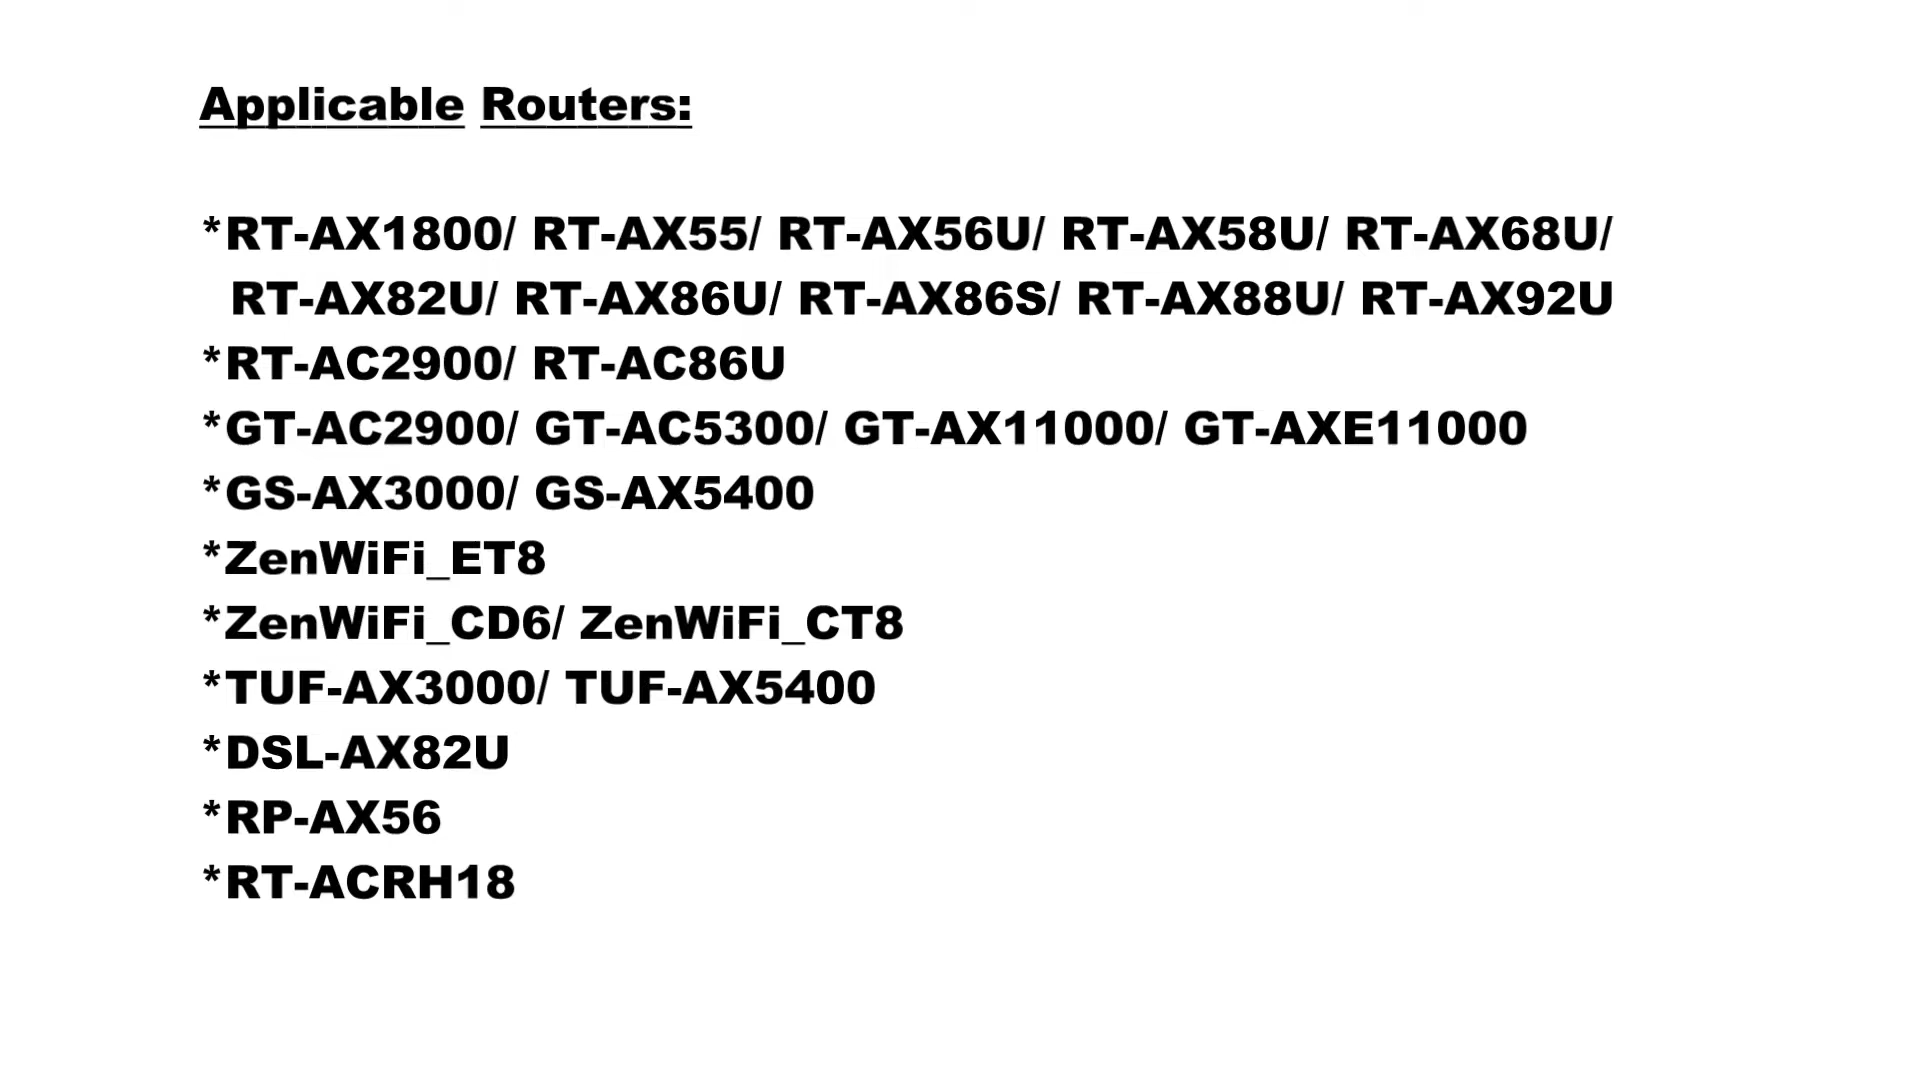 Applicable Routers:
*RT-AX1800/ RT-AX55/ RT-AX56U/ RT-AX58U/ RT-AX68U/
RT-AX82U/ RT-AX86U/ RT-AX86S/ RT-AX88U/ RT-AX92U
*RT-AC2900/ RT-AC86U
*GT-AC2900/ GT-AC5300/ GT-AX11000/ GT-AXE11000
*GS-AX3000/ GS-AX5400
*ZenWiFi_ET8
*ZenWiFi_CD6/ ZenWiFi_CT8
*TUF-AX3000/ TUF-AX5400
*DSL-AX82U
*RP-AX56
*RT-ACRH18